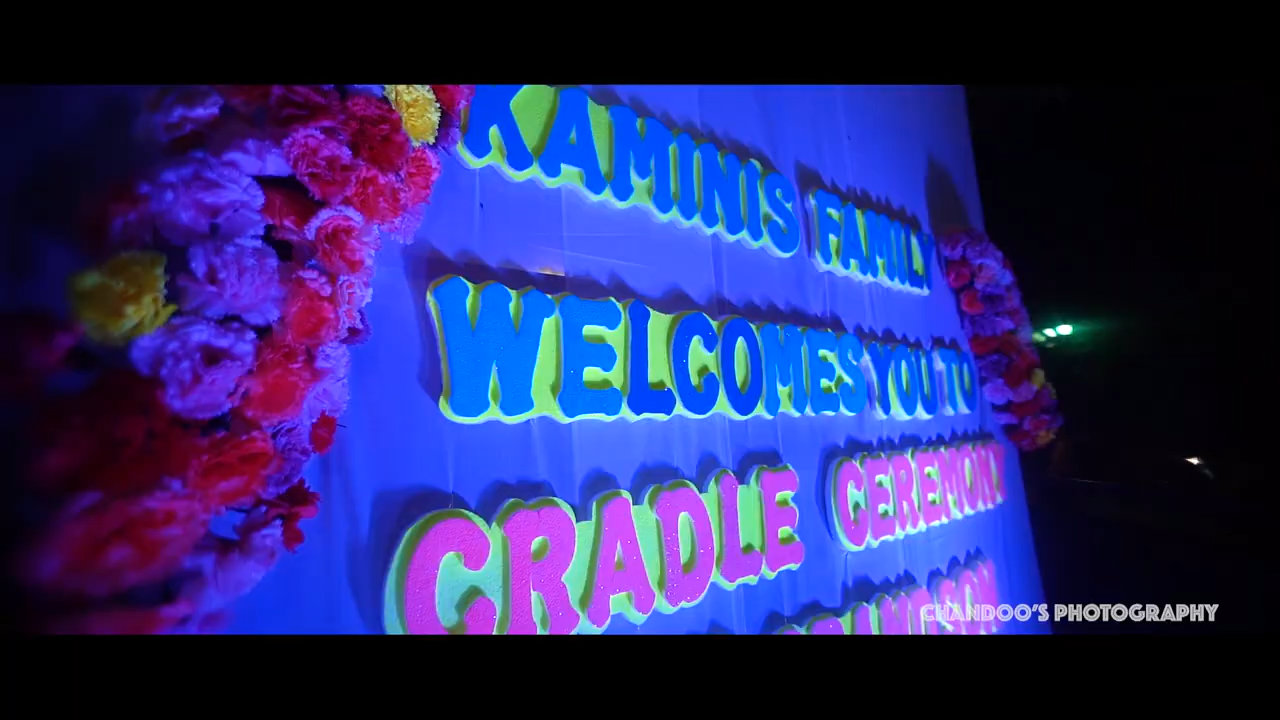 KAMINIS FAMILY
WELCOMES YOU TO
CRADLE CEREMONY
CHANDOO'S PHOTOGRAPHY